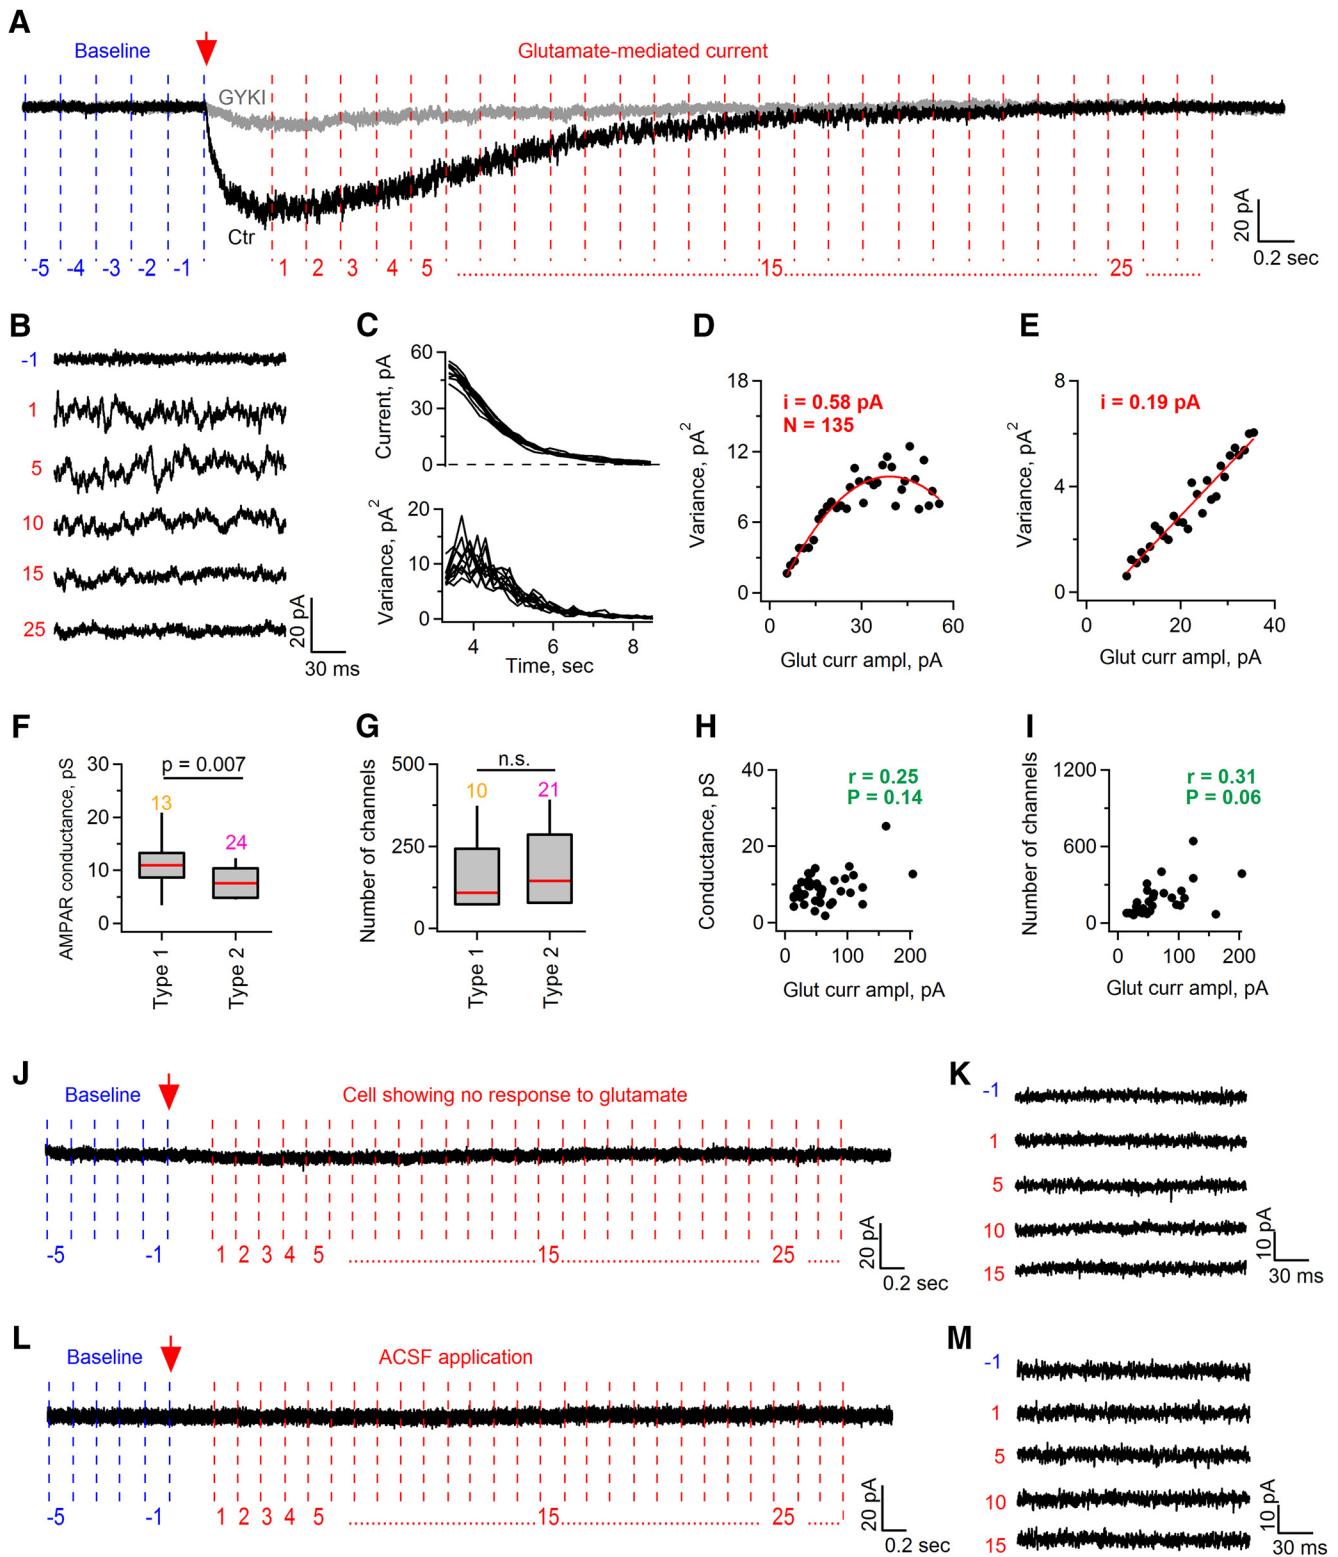 A
Baseline
Glutamate-mediated current
GYKI
Ctr
20 pA
0.2 sec
-5 -4 -3 -2 -1 1 2 3 4 5 15 25
B
-1
1
5
10
15
25
20 pA
30 ms
C
Current, pA
60
30
0
Variance, pA2
20
10
0
4 6 8
Time, sec
D
Variance, pA2
18
12
6
0
i = 0.58 pA
N = 135
0 30 60
Glut curr ampl, pA
E
Variance, pA2
8
4
0
i = 0.19 pA
0 20 40
Glut curr ampl, pA
F
AMPAR conductance, pS
30
20
10
0
p = 0.007
13
24
Type 1
Type 2
G
Number of channels
500
250
0
n.s.
10
21
Type 1
Type 2
H
Conductance, pS
40
20
0
r = 0.25
P = 0.14
0 100 200
Glut curr ampl, pA
I
Number of channels
1200
600
0
r = 0.31
P = 0.06
0 100 200
Glut curr ampl, pA
J
Baseline
Cell showing no response to glutamate
-5 -1 1 2 3 4 5 15 25
20 pA
0.2 sec
K
-1
1
5
10
15
10 pA
30 ms
L
Baseline
ACSF application
-5 -1 1 2 3 4 5 15 25
20 pA
0.2 sec
M
-1
1
5
10
15
10 pA
30 ms